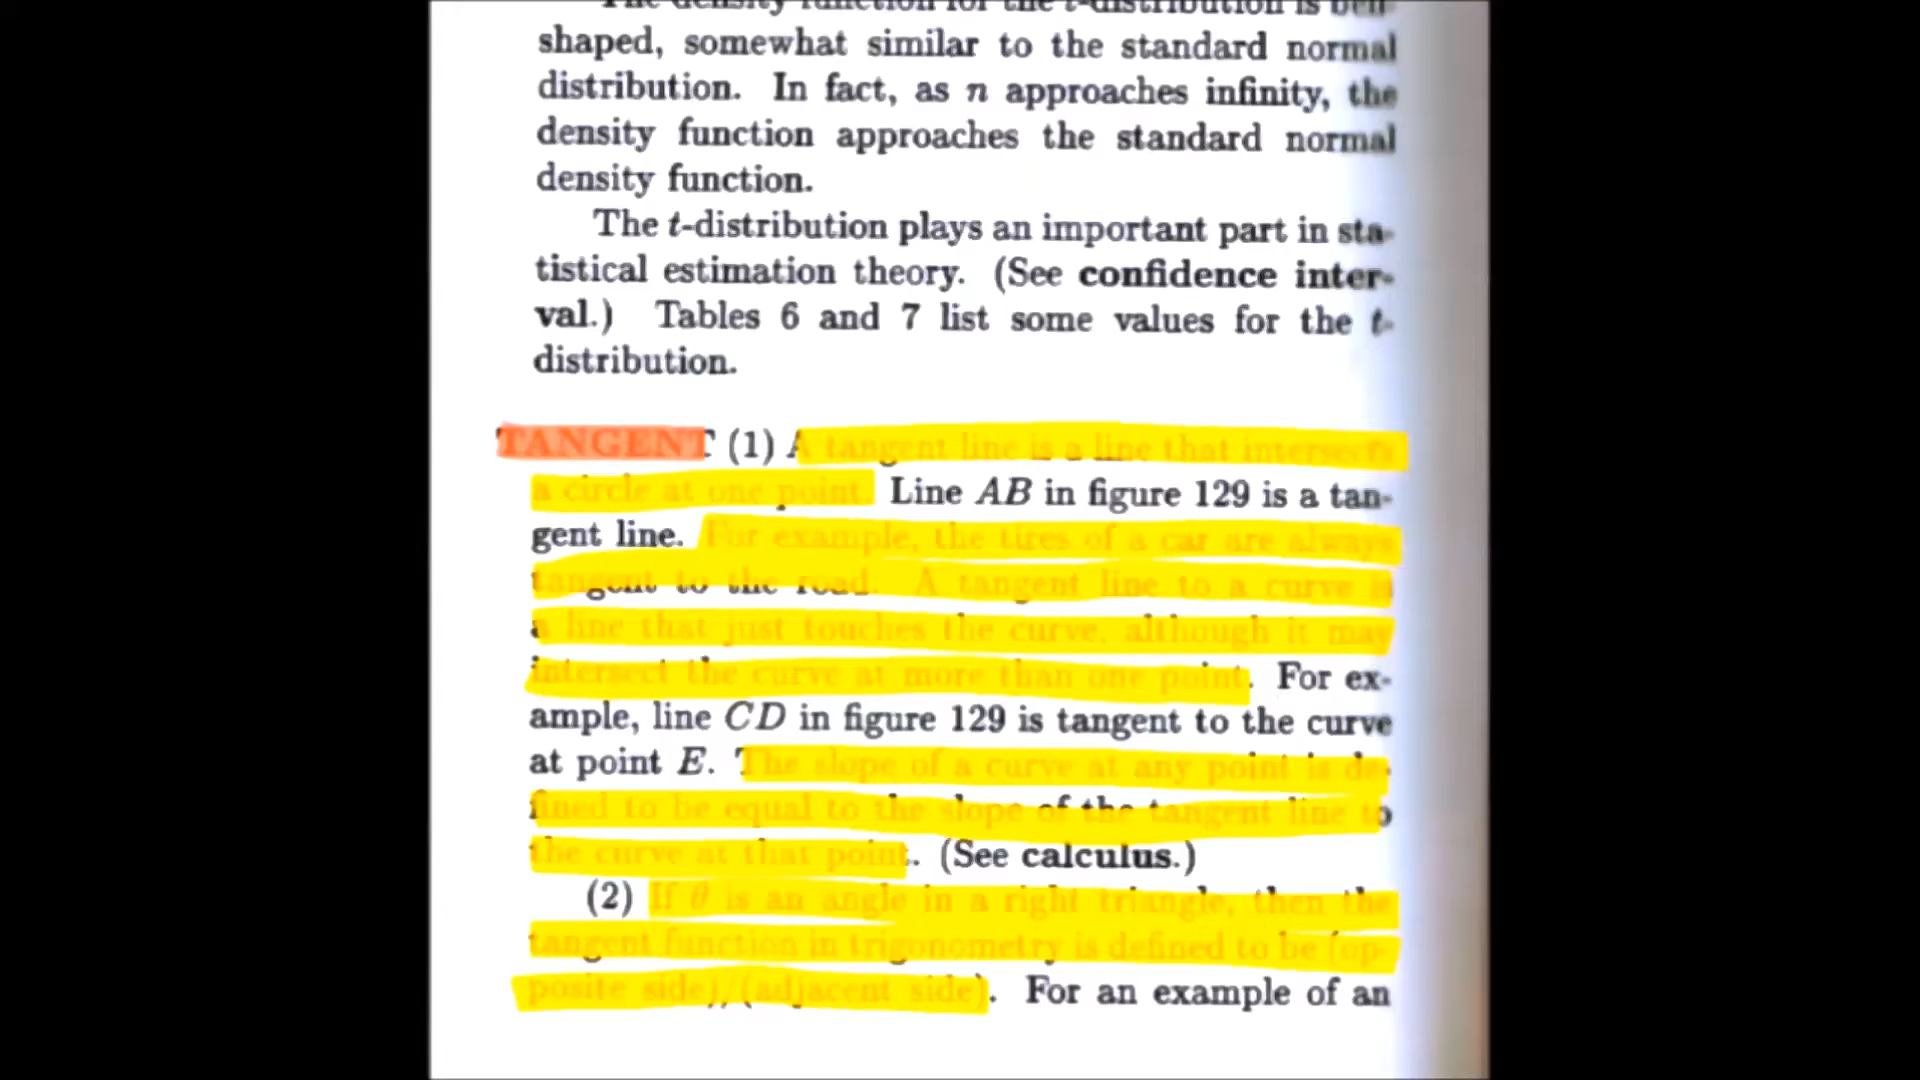 The density function for the t-distribution is bell-
shaped, somewhat similar to the standard normal
distribution. In fact, as n approaches infinity, the
density function approaches the standard normal
density function.
The t-distribution plays an important part in sta-
tistical estimation theory. (See confidence inter-
val.) Tables 6 and 7 list some values for the t-
distribution.
TANGENT (1) A tangent line is a line that intersects
a circle at one point. Line AB in figure 129 is a tan-
gent line. For example, the tires of a car are always
tangent to the road. A tangent line to a curve is
a line that just touches the curve, although it may
intersect the curve at more than one point. For ex-
ample, line CD in figure 129 is tangent to the curve
at point E. The slope of a curve at any point is de-
fined to be equal to the slope of the tangent line to
the curve at that point. (See calculus.)
(2) If θ is an angle in a right triangle, then the
tangent function in trigonometry is defined to be (op-
posite side)/(adjacent side). For an example of an